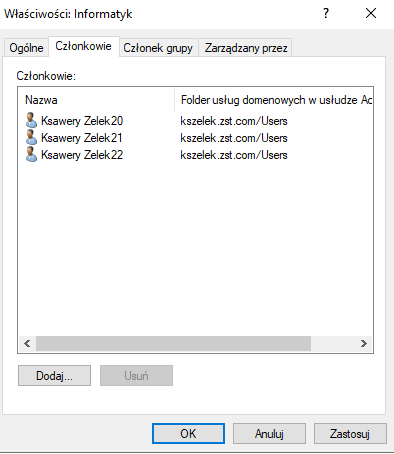 Właściwości: Informatyk
?
Ogólne Członkowie Członek grupy Zarządzany przez
Członkowie:
Nazwa Folder usług domenowych w usłudze Ac
Ksawery Zelek20 kszelek.zst.com/Users
Ksawery Zelek21 kszelek.zst.com/Users
Ksawery Zelek22 kszelek.zst.com/Users
Dodaj... Usuń
OK Anuluj Zastosuj